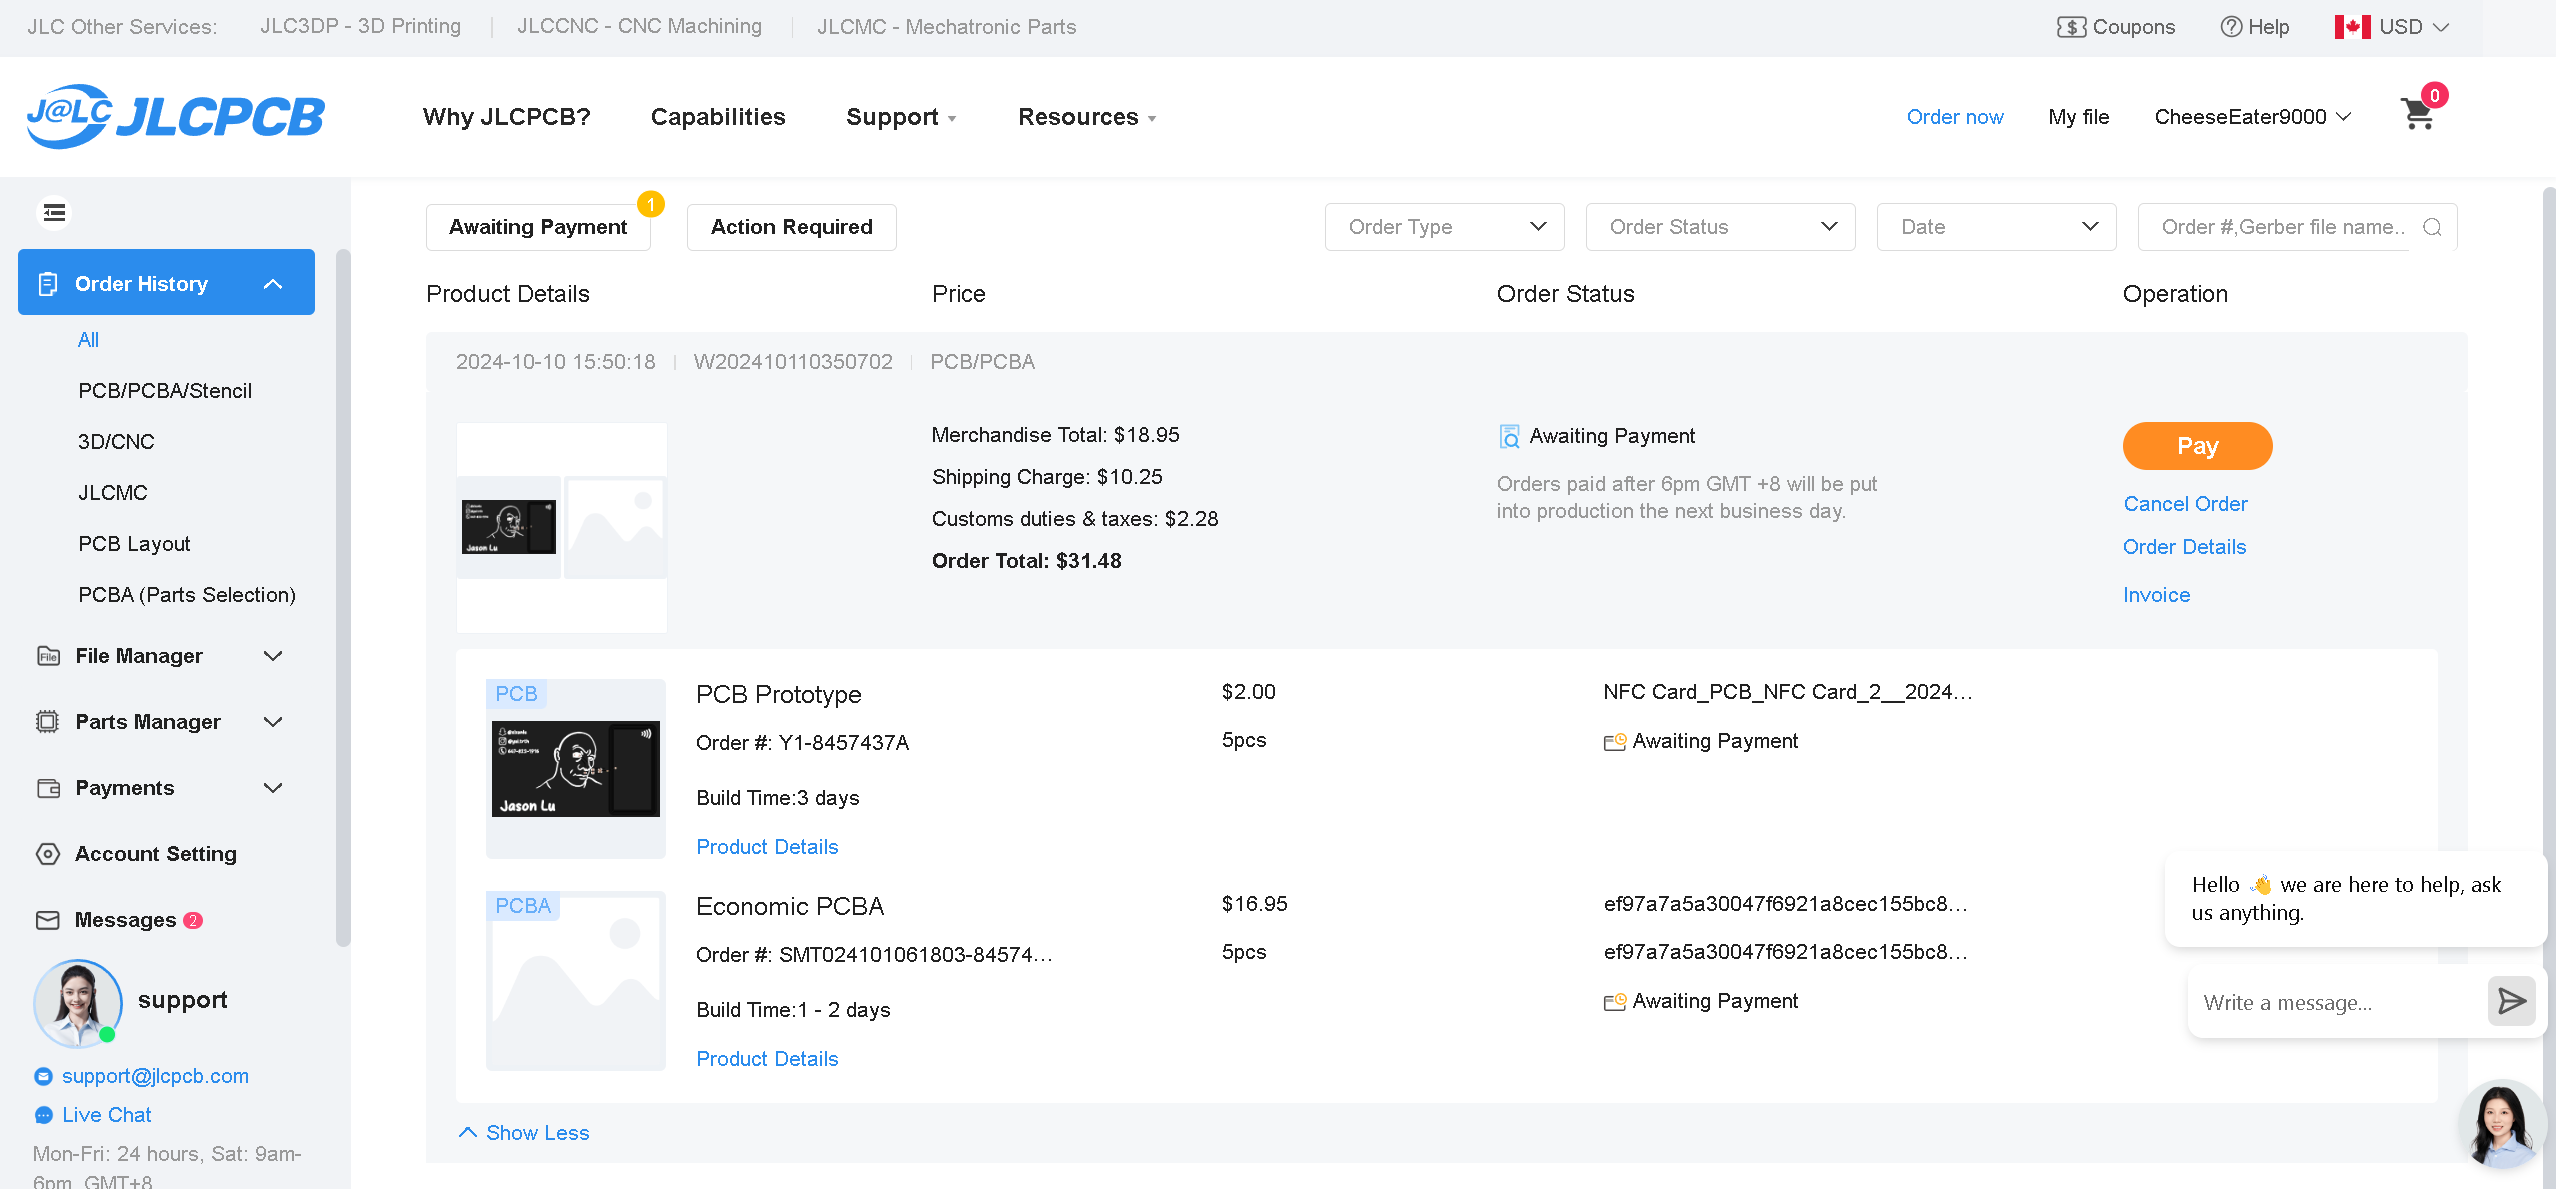 JLC Other Services: JLC3DP - 3D Printing JLCCNC - CNC Machining JLCMC - Mechatronic Parts Coupons Help USD
J@LC JLCPCB Why JLCPCB? Capabilities Support Resources Order now My file CheeseEater9000 0
Order History
All
PCB/PCBA/Stencil
3D/CNC
JLCMC
PCB Layout
PCBA (Parts Selection)
File Manager
Parts Manager
Payments
Account Setting
Messages 2
support
support@jlcpcb.com
Live Chat
Mon-Fri: 24 hours, Sat: 9am-
6pm, GMT+8
Awaiting Payment 1 Action Required Order Type Order Status Date Order #,Gerber file name..
Product Details Price Order Status Operation
2024-10-10 15:50:18 W202410110350702 PCB/PCBA
Jason Lu
Merchandise Total: $18.95
Shipping Charge: $10.25
Customs duties & taxes: $2.28
Order Total: $31.48
Awaiting Payment
Orders paid after 6pm GMT +8 will be put
into production the next business day.
Pay
Cancel Order
Order Details
Invoice
PCB
Jason Lu
PCB Prototype $2.00 NFC Card_PCB_NFC Card_2__2024...
Order #: Y1-8457437A 5pcs Awaiting Payment
Build Time:3 days
Product Details
PCBA
Economic PCBA $16.95 ef97a7a5a30047f6921a8cec155bc8...
Order #: SMT024101061803-84574... 5pcs ef97a7a5a30047f6921a8cec155bc8...
Build Time:1 - 2 days Awaiting Payment
Product Details
Show Less
Hello 👋 we are here to help, ask
us anything.
Write a message...